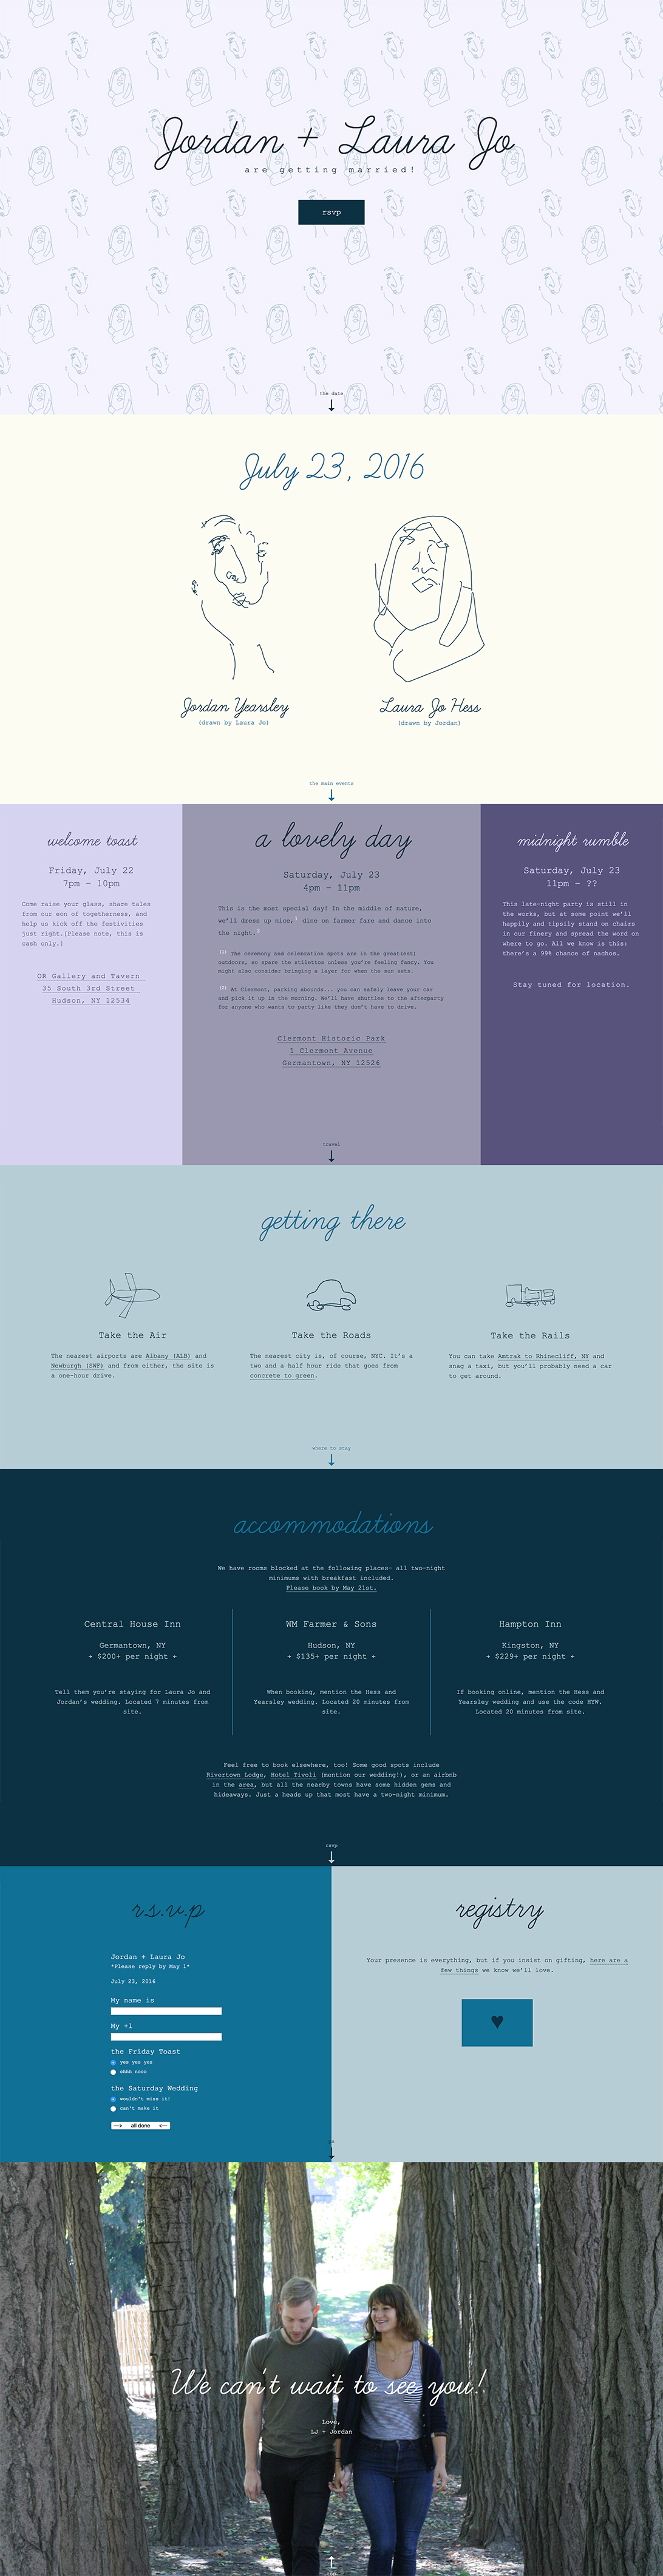 Jordan + Laura Jo
are getting married!
rsvp
the date
July 23, 2016
Jordan Yearsley
(drawn by Laura Jo)
Laura Jo Hess
(drawn by Jordan)
the main events
welcome toast
Friday, July 22
7pm – 10pm
Come raise your glass, share tales
from our eon of togetherness, and
help us kick off the festivities
just right.[Please note, this is
cash only.]
OR Gallery and Tavern
35 South 3rd Street
Hudson, NY 12534
a lovely day
Saturday, July 23
4pm – 11pm
This is the most special day! In the middle of nature,
we'll dress up nice,1 dine on farmer fare and dance into
the night.2
[1] The ceremony and celebration spots are in the great(est)
outdoors, so spare the stilettos unless you're feeling fancy. You
might also consider bringing a layer for when the sun sets.
[2] At Clermont, parking abounds... you can safely leave your car
and pick it up in the morning. We'll have shuttles to the afterparty
for anyone who wants to party like they don't have to drive.
Clermont Historic Park
1 Clermont Avenue
Germantown, NY 12526
midnight rumble
Saturday, July 23
11pm – ??
This late-night party is still in
the works, but at some point we'll
happily and tipsily stand on chairs
in our finery and spread the word on
where to go. All we know is this:
there's a 99% chance of nachos.
Stay tuned for location.
travel
getting there
Take the Air
The nearest airports are Albany (ALB) and
Newburgh (SWF) and from either, the site is
a one-hour drive.
Take the Roads
The nearest city is, of course, NYC. It's a
two and a half hour ride that goes from
concrete to green.
Take the Rails
You can take Amtrak to Rhinecliff, NY and
snag a taxi, but you'll probably need a car
to get around.
where to stay
accommodations
We have rooms blocked at the following places– all two-night
minimums with breakfast included.
Please book by May 21st.
Central House Inn
Germantown, NY
→ $200+ per night ←
Tell them you're staying for Laura Jo and
Jordan's wedding. Located 7 minutes from
site.
WM Farmer & Sons
Hudson, NY
→ $135+ per night ←
When booking, mention the Hess and
Yearsley wedding. Located 20 minutes from
site.
Hampton Inn
Kingston, NY
→ $229+ per night ←
If booking online, mention the Hess and
Yearsley wedding and use the code HYW.
Located 20 minutes from site.
Feel free to book elsewhere, too! Some good spots include
Rivertown Lodge, Hotel Tivoli (mention our wedding!), or an airbnb
in the area, but all the nearby towns have some hidden gems and
hideaways. Just a heads up that most have a two-night minimum.
rsvp
r.s.v.p
Jordan + Laura Jo
*Please reply by May 1*
July 23, 2016
My name is
My +1
the Friday Toast
yes yes yes
ohhh nooo
the Saturday Wedding
wouldn't miss it!
can't make it
—> all done <—
registry
Your presence is everything, but if you insist on gifting, here are a
few things we know we'll love.
We can't wait to see you!
Love,
LJ + Jordan